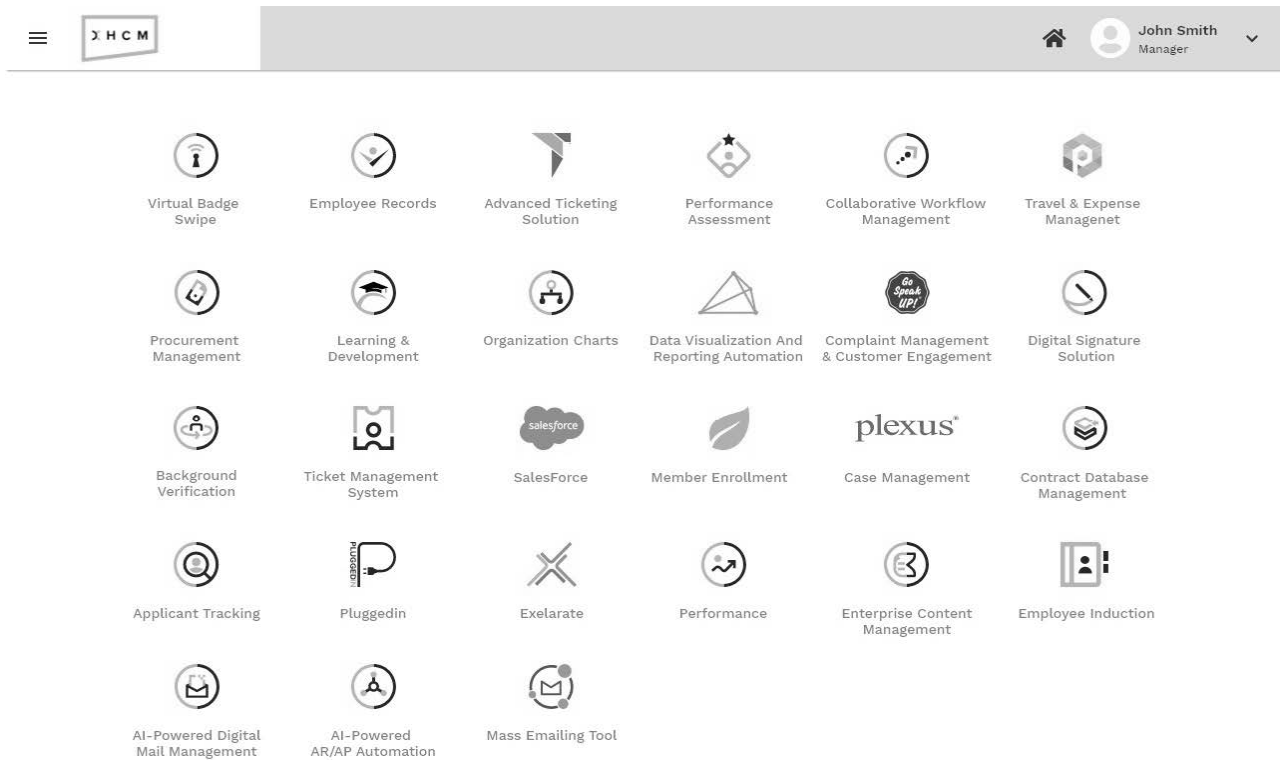 XHCM
John Smith
Manager
Virtual Badge
Swipe
Employee Records
Advanced Ticketing
Solution
Performance
Assessment
Collaborative Workflow
Management
Travel & Expense
Managenet
Procurement
Management
Learning &
Development
Organization Charts
Data Visualization And
Reporting Automation
Go
Speak
UP!
Complaint Management
& Customer Engagement
Digital Signature
Solution
Background
Verification
Ticket Management
System
salesforce
SalesForce
Member Enrollment
plexus®
Case Management
Contract Database
Management
Applicant Tracking
PLUGGEDIN
Pluggedin
Exelarate
Performance
Enterprise Content
Management
Employee Induction
AI-Powered Digital
Mail Management
AI-Powered
AR/AP Automation
Mass Emailing Tool